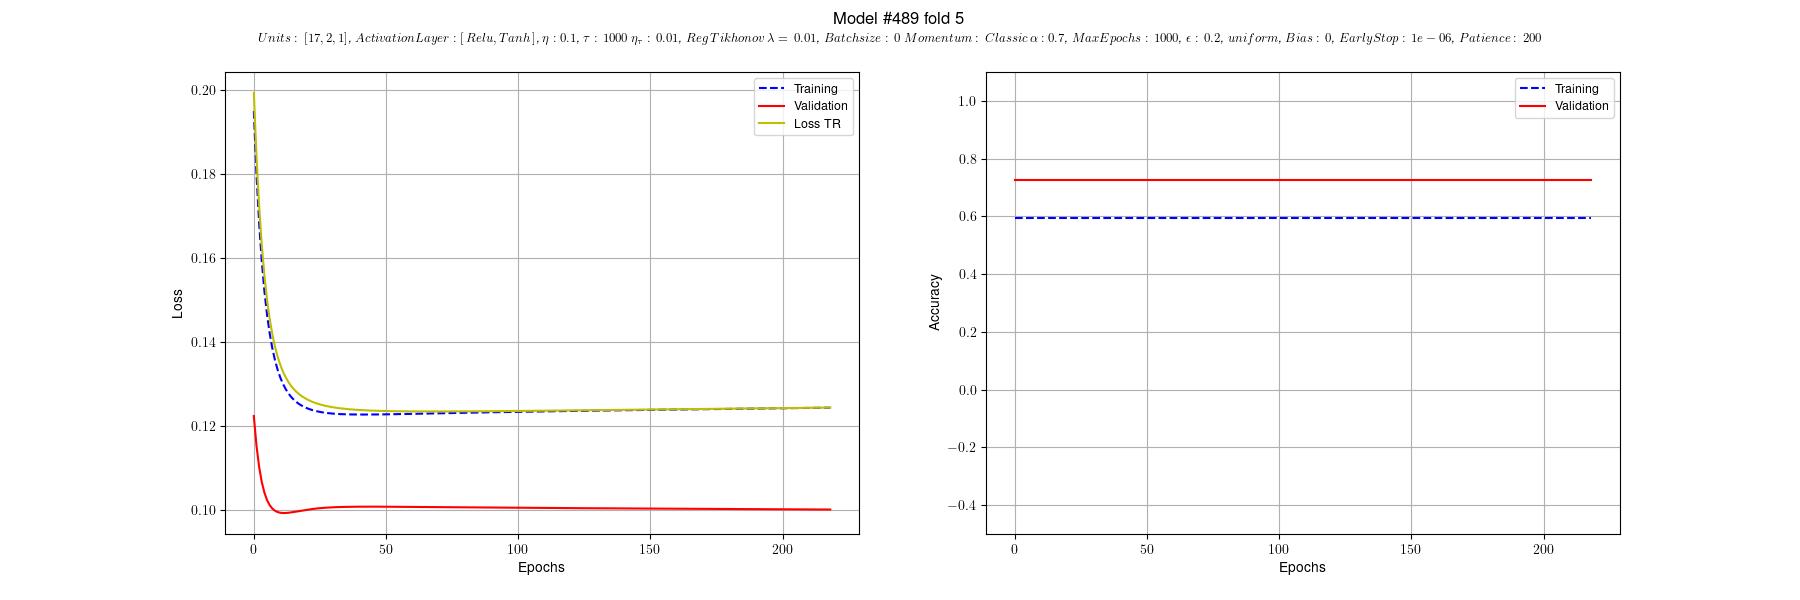 Model #489 fold 5
Units : [17, 2, 1], ActivationLayer : [Relu, Tanh], η : 0.1, τ : 1000 ητ : 0.01, RegTikhonov λ = 0.01, Batchsize : 0 Momentum : Classic α : 0.7, MaxEpochs : 1000, ϵ : 0.2, uniform, Bias : 0, EarlyStop : 1e − 06, Patience : 200
Training
Validation
Loss TR
0.20
0.18
0.16
0.14
0.12
0.10
Loss
0 50 100 150 200
Epochs
Training
Validation
1.0
0.8
0.6
0.4
0.2
0.0
−0.2
−0.4
Accuracy
0 50 100 150 200
Epochs